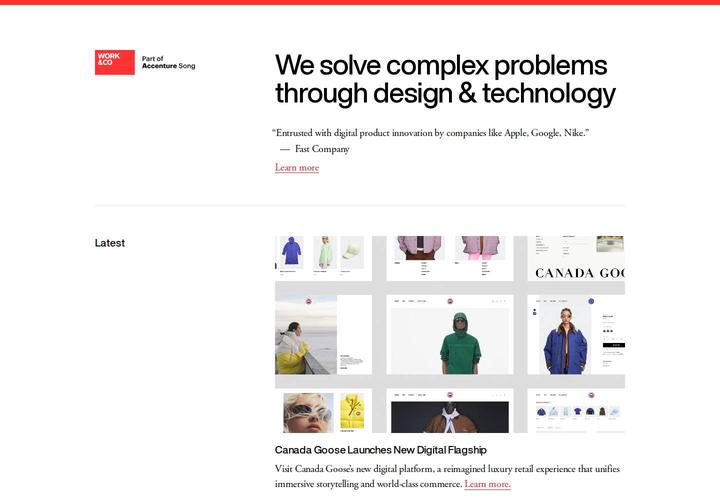 WORK
&CO
Part of
Accenture Song
We solve complex problems
through design & technology
“Entrusted with digital product innovation by companies like Apple, Google, Nike.”
— Fast Company
Learn more
Latest
CANADA GOO
Canada Goose Launches New Digital Flagship
Visit Canada Goose’s new digital platform, a reimagined luxury retail experience that unifies
immersive storytelling and world-class commerce. Learn more.